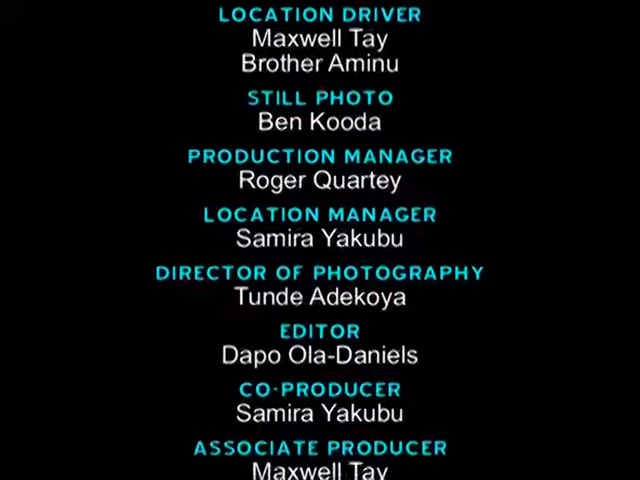 LOCATION DRIVER
Maxwell Tay
Brother Aminu
STILL PHOTO
Ben Kooda
PRODUCTION MANAGER
Roger Quartey
LOCATION MANAGER
Samira Yakubu
DIRECTOR OF PHOTOGRAPHY
Tunde Adekoya
EDITOR
Dapo Ola-Daniels
CO-PRODUCER
Samira Yakubu
ASSOCIATE PRODUCER
Maxwell Tay